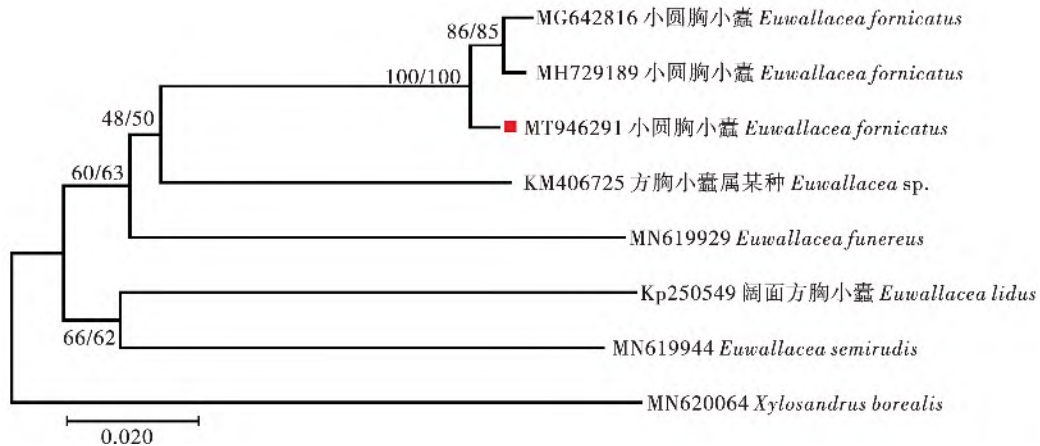 MG642816 小圆胸小蠹 Euwallacea fornicatus
86/85
MH729189 小圆胸小蠹 Euwallacea fornicatus
100/100
48/50
MT946291 小圆胸小蠹 Euwallacea fornicatus
60/63
KM406725 方胸小蠹属某种 Euwallacea sp.
MN619929 Euwallacea funereus
Kp250549 阔面方胸小蠹 Euwallacea lidus
66/62
MN619944 Euwallacea semirudis
MN620064 Xylosandrus borealis
0.020